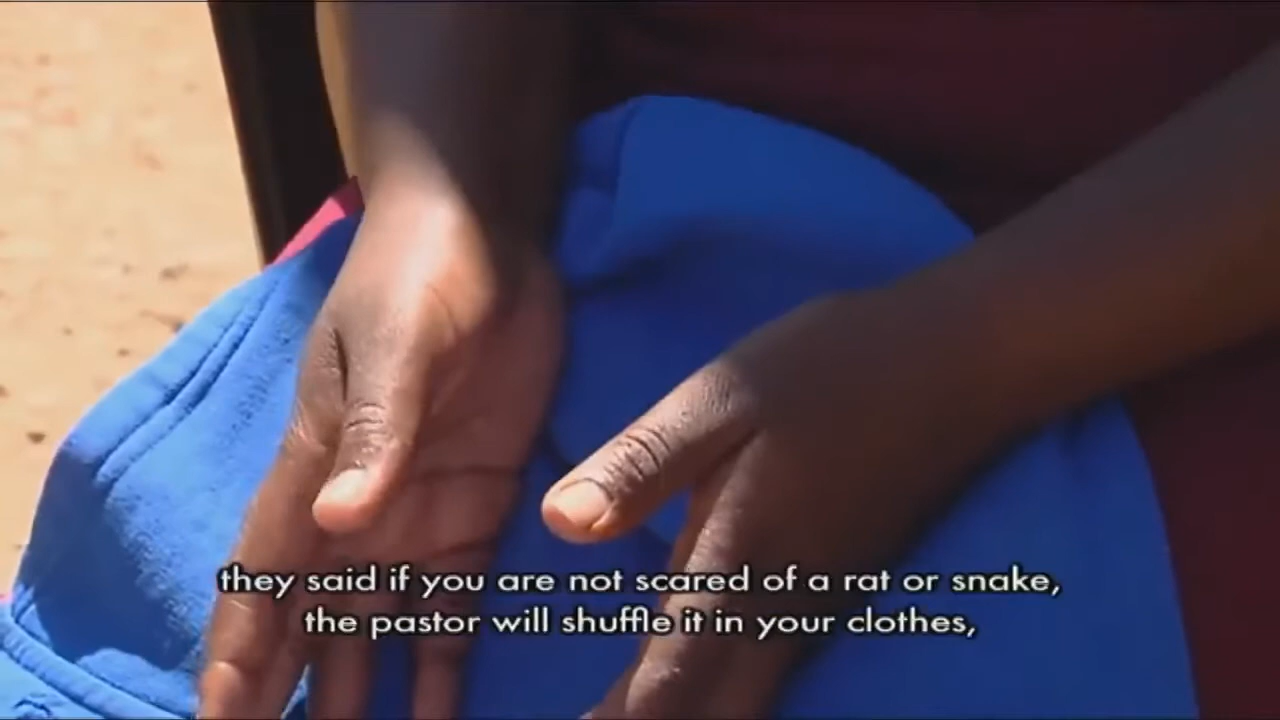 they said if you are not scared of a rat or snake,
the pastor will shuffle it in your clothes,